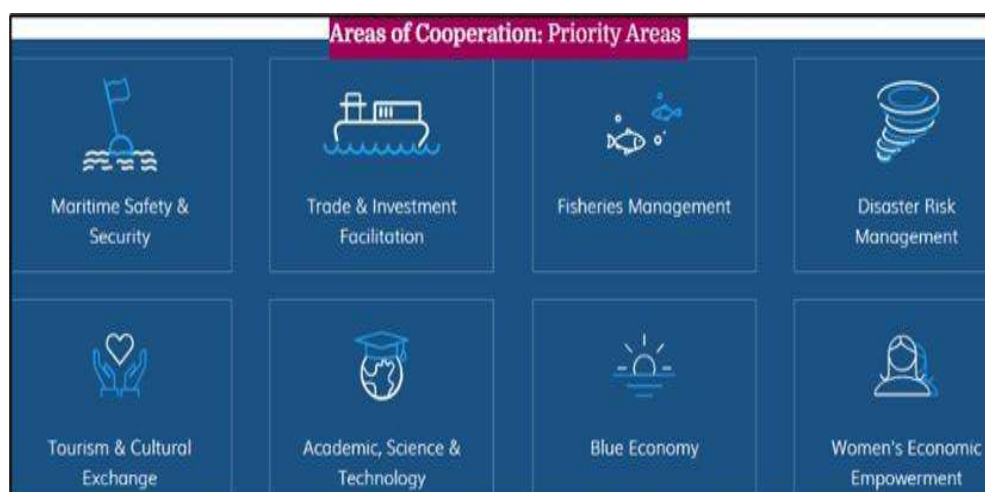 Areas of Cooperation: Priority Areas
Maritime Safety &
Security
Trade & Investment
Facilitation
Fisheries Management
Disaster Risk
Management
Tourism & Cultural
Exchange
Academic, Science &
Technology
Blue Economy
Women's Economic
Empowerment